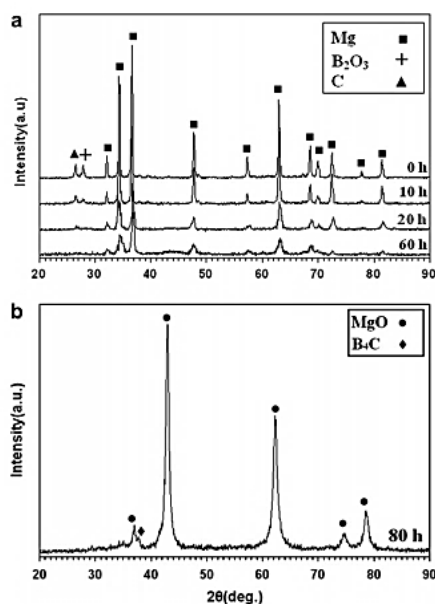 a
Intensity(a.u)
■ Mg
+ B₂O₃
▲ C
0 h
10 h
20 h
60 h
20 30 40 50 60 70 80 90
b
Intensity(a.u.)
● MgO
♦ B₄C
80 h
20 30 40 50 60 70 80 90
2θ(deg.)